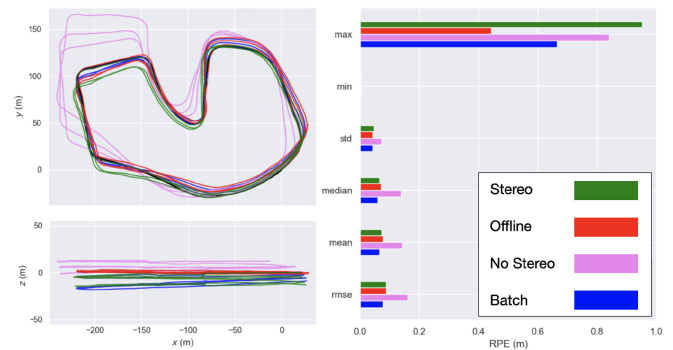 150
100
50
0
y (m)
50
0
−50
z (m)
−200 −150 −100 −50 0
x (m)
max
min
std
median
mean
rmse
0.0 0.2 0.4 0.6 0.8 1.0
RPE (m)
Stereo
Offline
No Stereo
Batch